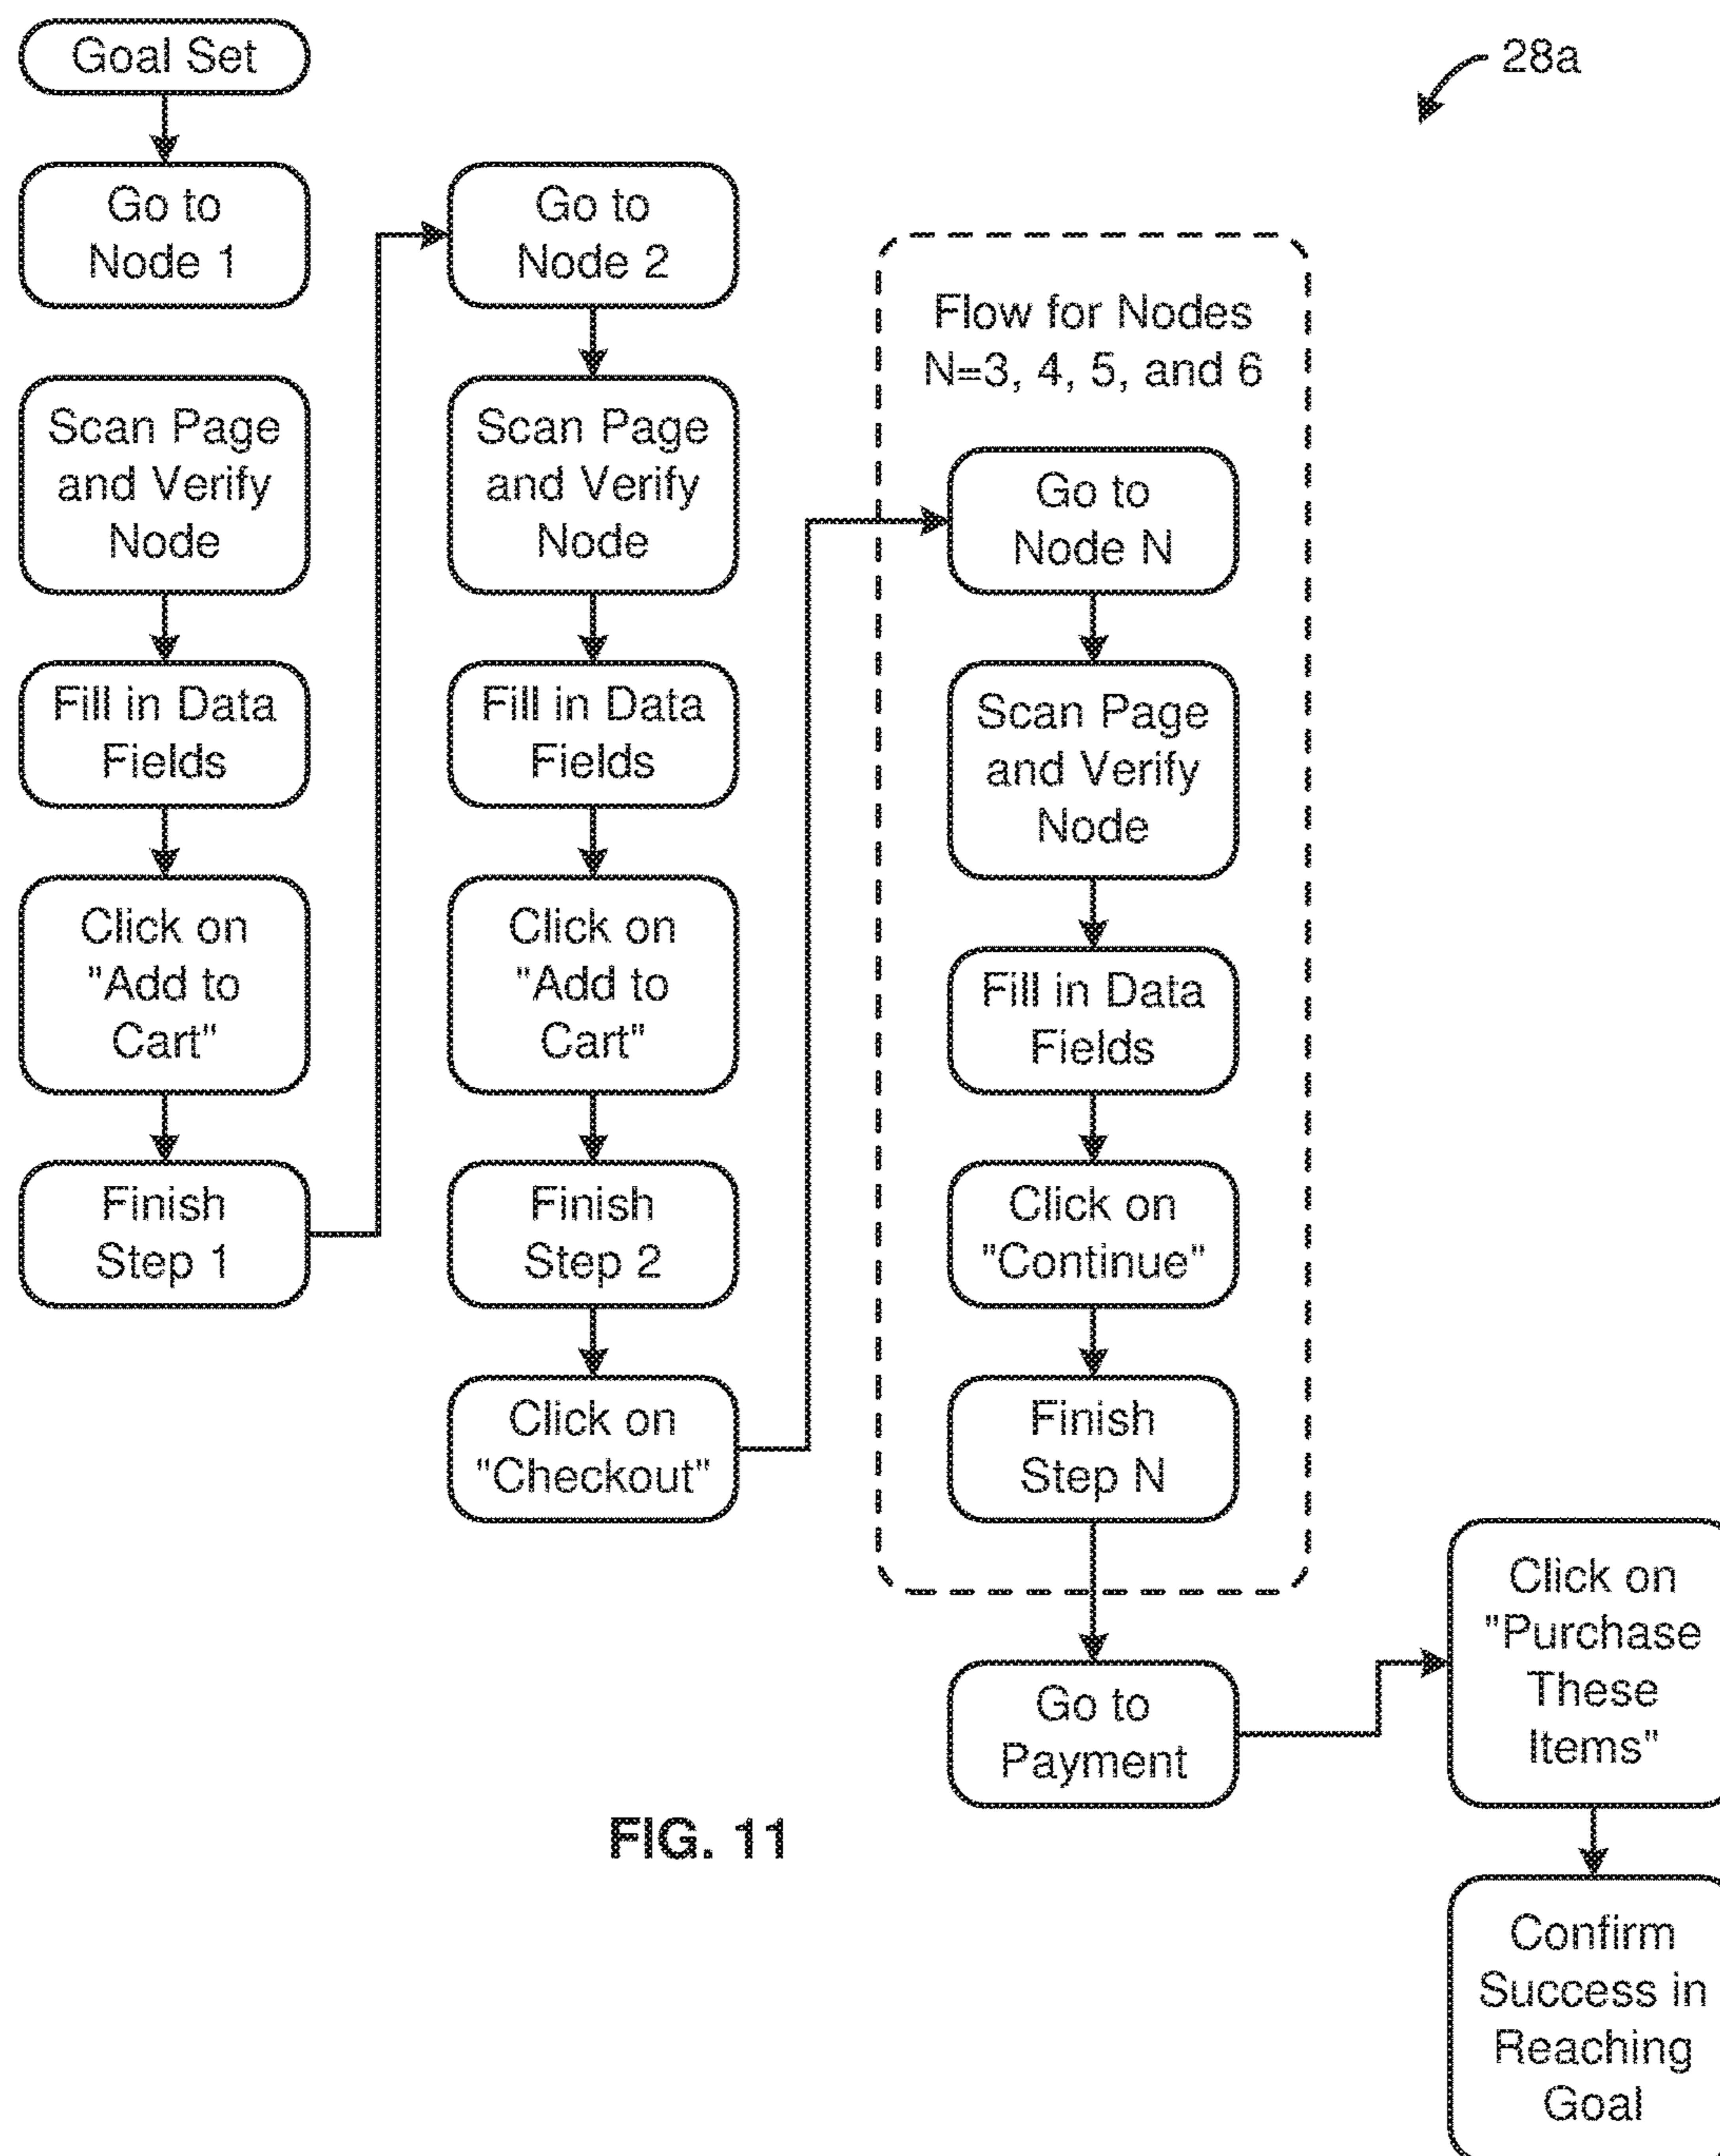 Goal Set
28a
Go to
Node 1
Scan Page
and Verify
Node
Fill in Data
Fields
Click on
"Add to
Cart"
Finish
Step 1
Go to
Node 2
Scan Page
and Verify
Node
Fill in Data
Fields
Click on
"Add to
Cart"
Finish
Step 2
Click on
"Checkout"
Flow for Nodes
N=3, 4, 5, and 6
Go to
Node N
Scan Page
and Verify
Node
Fill in Data
Fields
Click on
"Continue"
Finish
Step N
Go to
Payment
Click on
"Purchase
These
Items"
Confirm
Success in
Reaching
Goal
FIG. 11